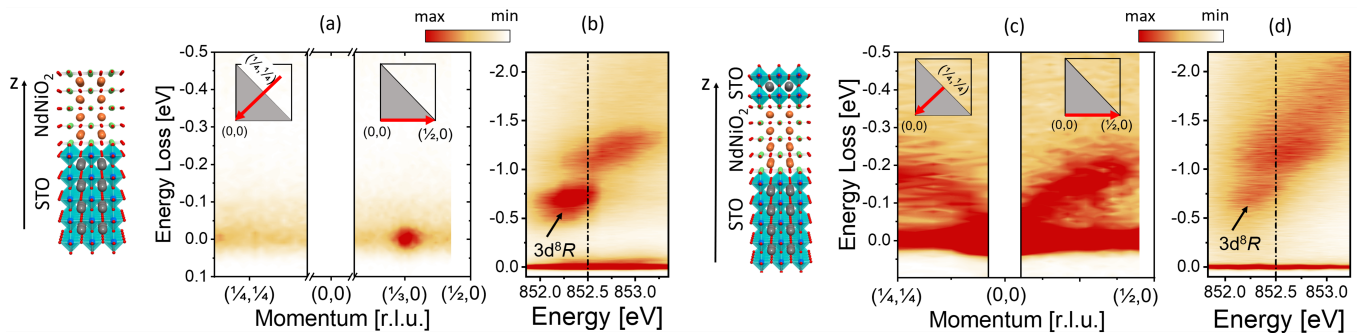 (a)
max min
(b)
Z
NdNiO2
STO
Energy Loss [eV]
-0.5
-0.4
-0.3
-0.2
-0.1
0.0
0.1
(¼,¼)
(0,0)
(0,0)
(½,0)
(¼,¼)
(0,0)
(⅓,0)
(½,0)
Momentum [r.l.u.]
-2.0
-1.5
-1.0
-0.5
0.0
3d⁸R
852.0 852.5 853.0
Energy [eV]
(c)
max min
(d)
Z
STO
NdNiO2
STO
Energy Loss [eV]
-0.5
-0.4
-0.3
-0.2
-0.1
0.0
(¼,¼)
(0,0)
(0,0)
(½,0)
(¼,¼)
(0,0)
(½,0)
Momentum [r.l.u.]
-2.0
-1.5
-1.0
-0.5
0.0
3d⁸R
852.0 852.5 853.0
Energy [eV]